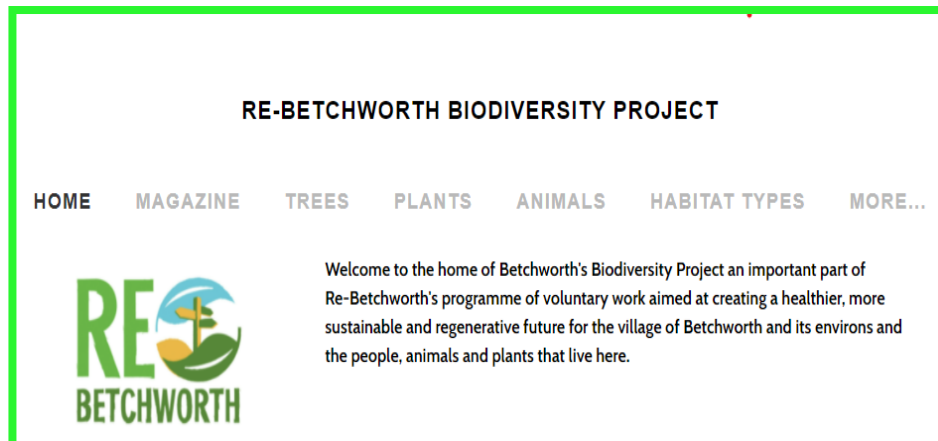 RE-BETCHWORTH BIODIVERSITY PROJECT
HOME MAGAZINE TREES PLANTS ANIMALS HABITAT TYPES MORE...
RE
BETCHWORTH
Welcome to the home of Betchworth's Biodiversity Project an important part of
Re-Betchworth's programme of voluntary work aimed at creating a healthier, more
sustainable and regenerative future for the village of Betchworth and its environs and
the people, animals and plants that live here.